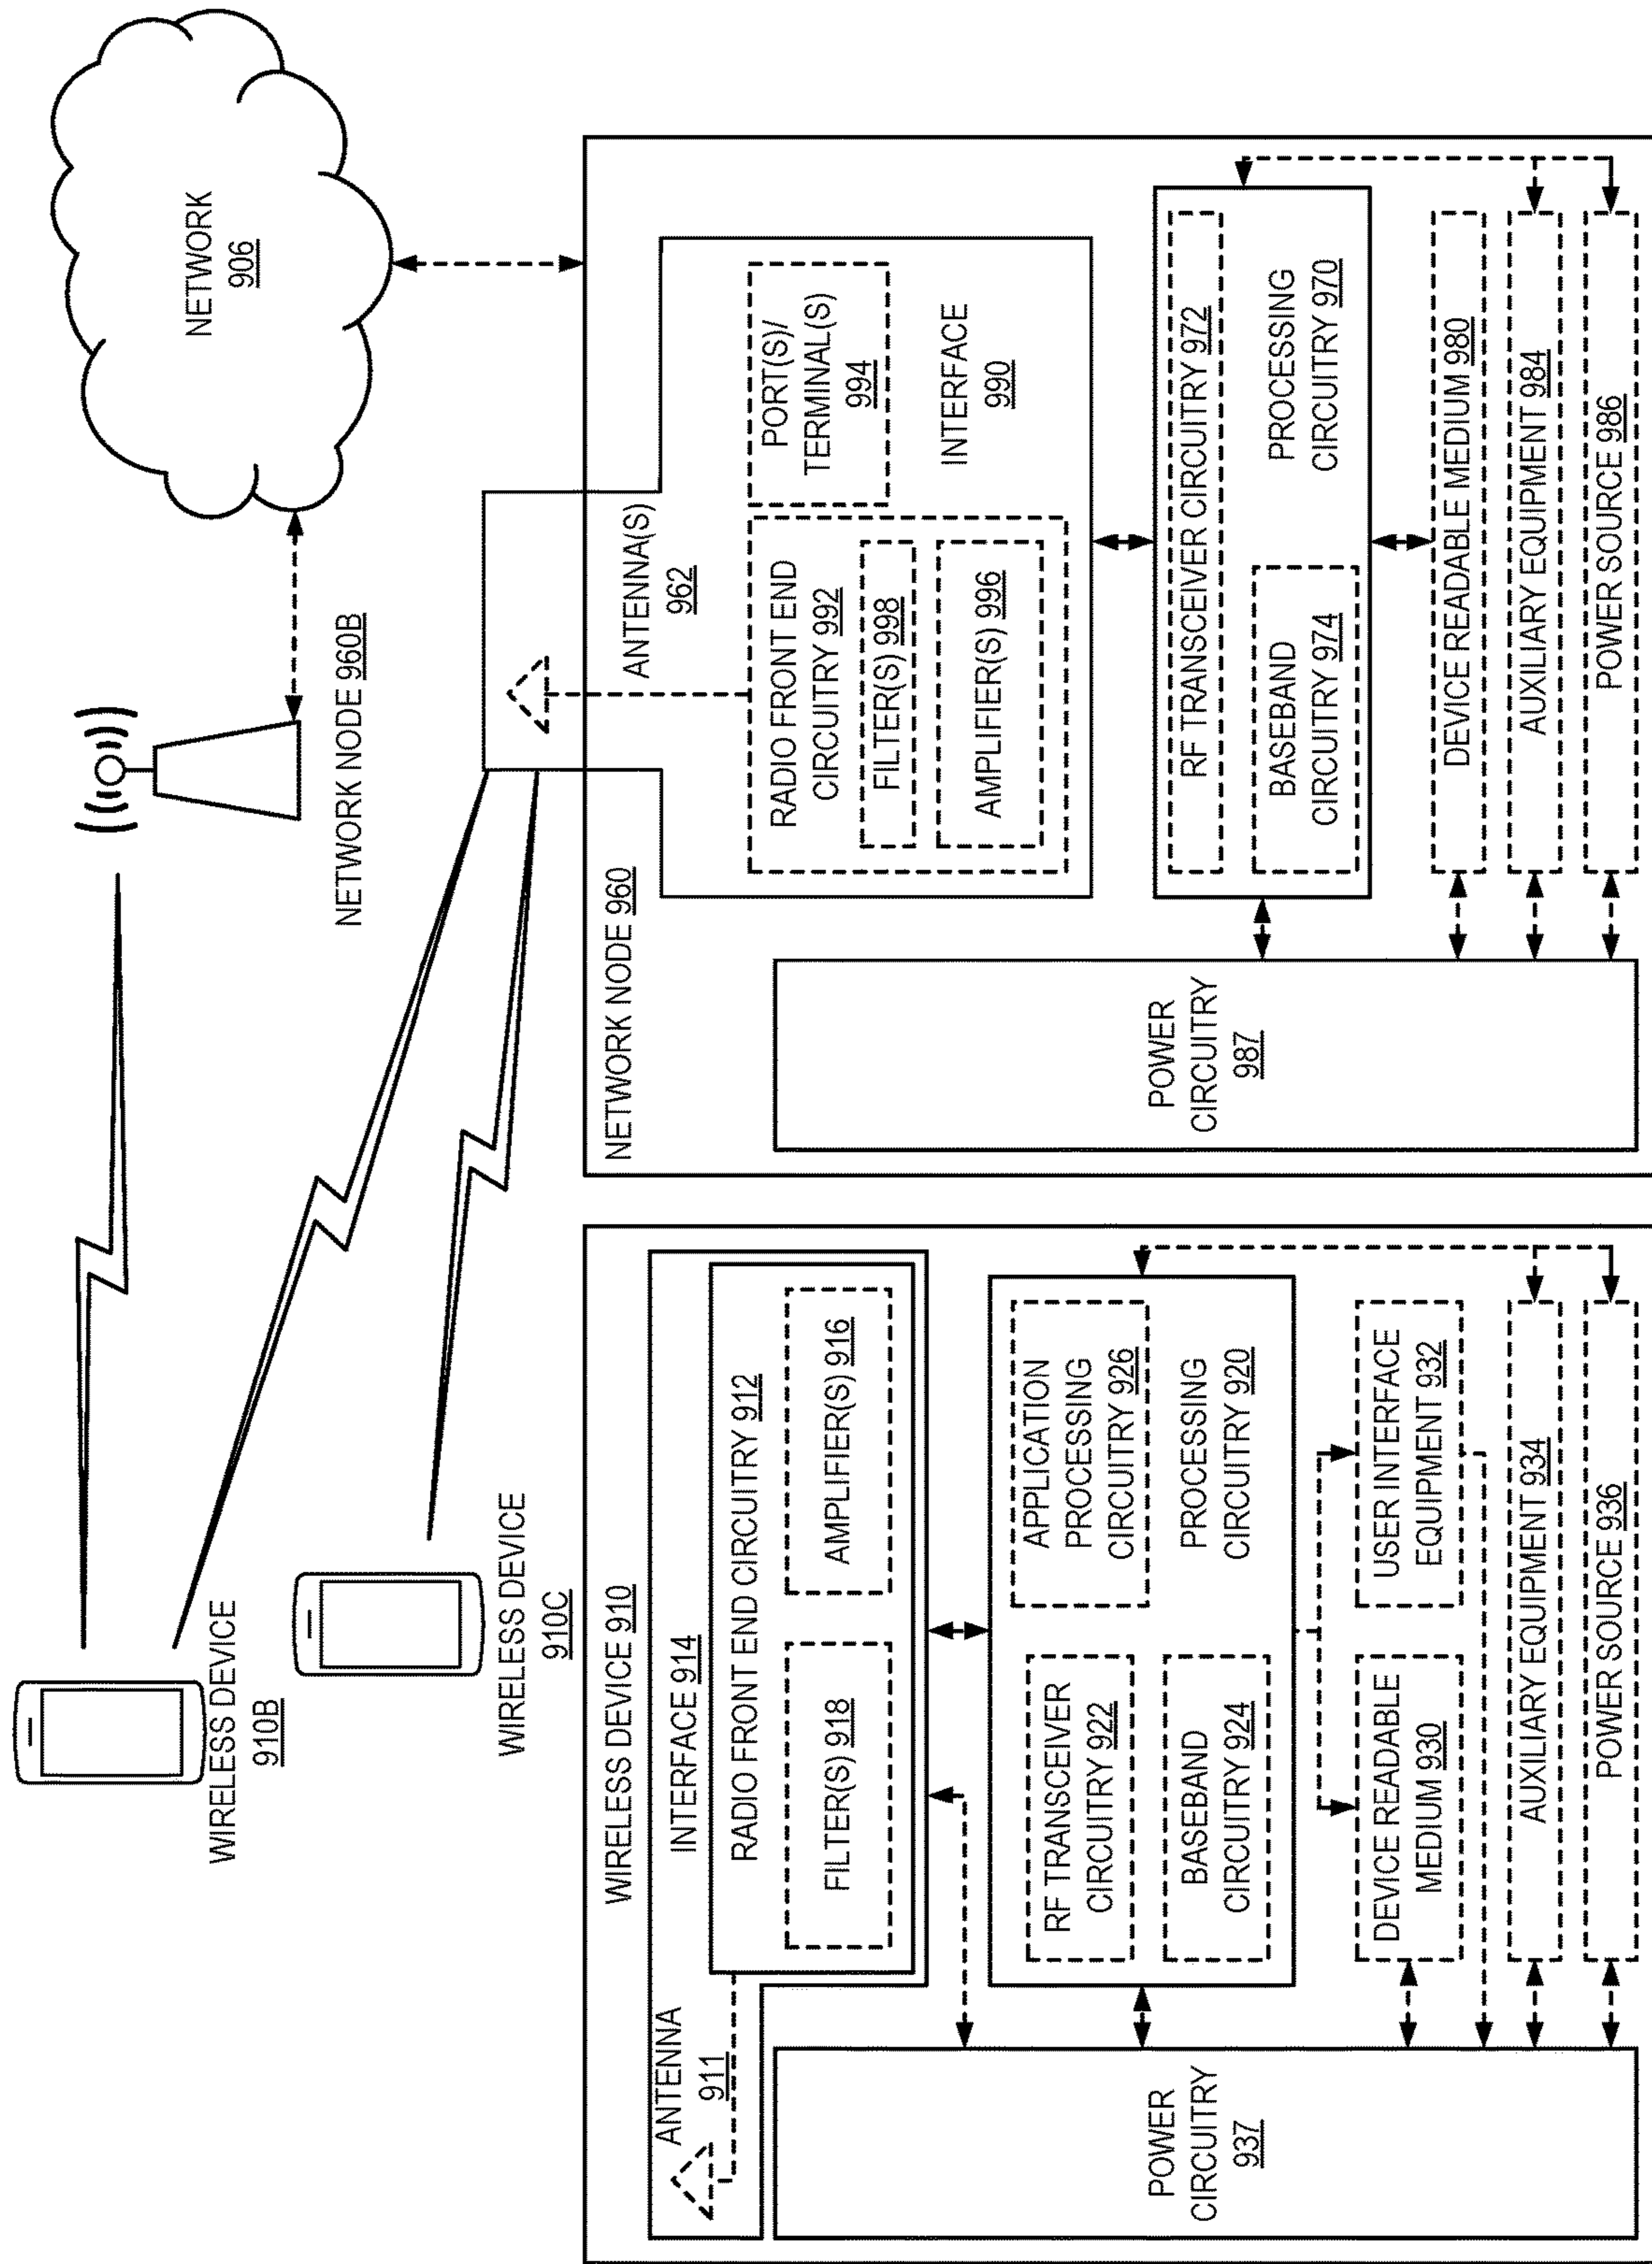 NETWORK
906
NETWORK NODE 960B
WIRELESS DEVICE
910B
WIRELESS DEVICE
910C
WIRELESS DEVICE 910
ANTENNA
911
INTERFACE 914
RADIO FRONT END CIRCUITRY 912
FILTER(S) 918
AMPLIFIER(S) 916
RF TRANSCEIVER
CIRCUITRY 922
BASEBAND
CIRCUITRY 924
APPLICATION
PROCESSING
CIRCUITRY 926
PROCESSING
CIRCUITRY 920
DEVICE READABLE
MEDIUM 930
USER INTERFACE
EQUIPMENT 932
AUXILIARY EQUIPMENT 934
POWER SOURCE 936
POWER
CIRCUITRY
937
NETWORK NODE 960
ANTENNA(S)
962
RADIO FRONT END
CIRCUITRY 992
FILTER(S) 998
AMPLIFIER(S) 996
PORT(S)/
TERMINAL(S)
994
INTERFACE
990
RF TRANSCEIVER CIRCUITRY 972
BASEBAND
CIRCUITRY 974
PROCESSING
CIRCUITRY 970
DEVICE READABLE MEDIUM 980
AUXILIARY EQUIPMENT 984
POWER SOURCE 986
POWER
CIRCUITRY
987